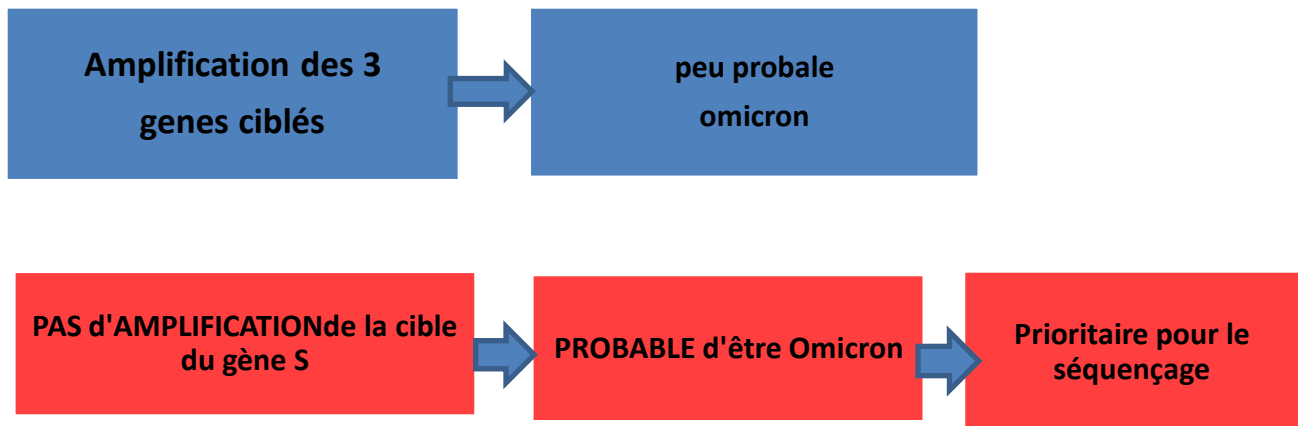 Amplification des 3
genes ciblés
peu probale
omicron
PAS d'AMPLIFICATIONde la cible
du gène S
PROBABLE d'être Omicron
Prioritaire pour le
séquençage